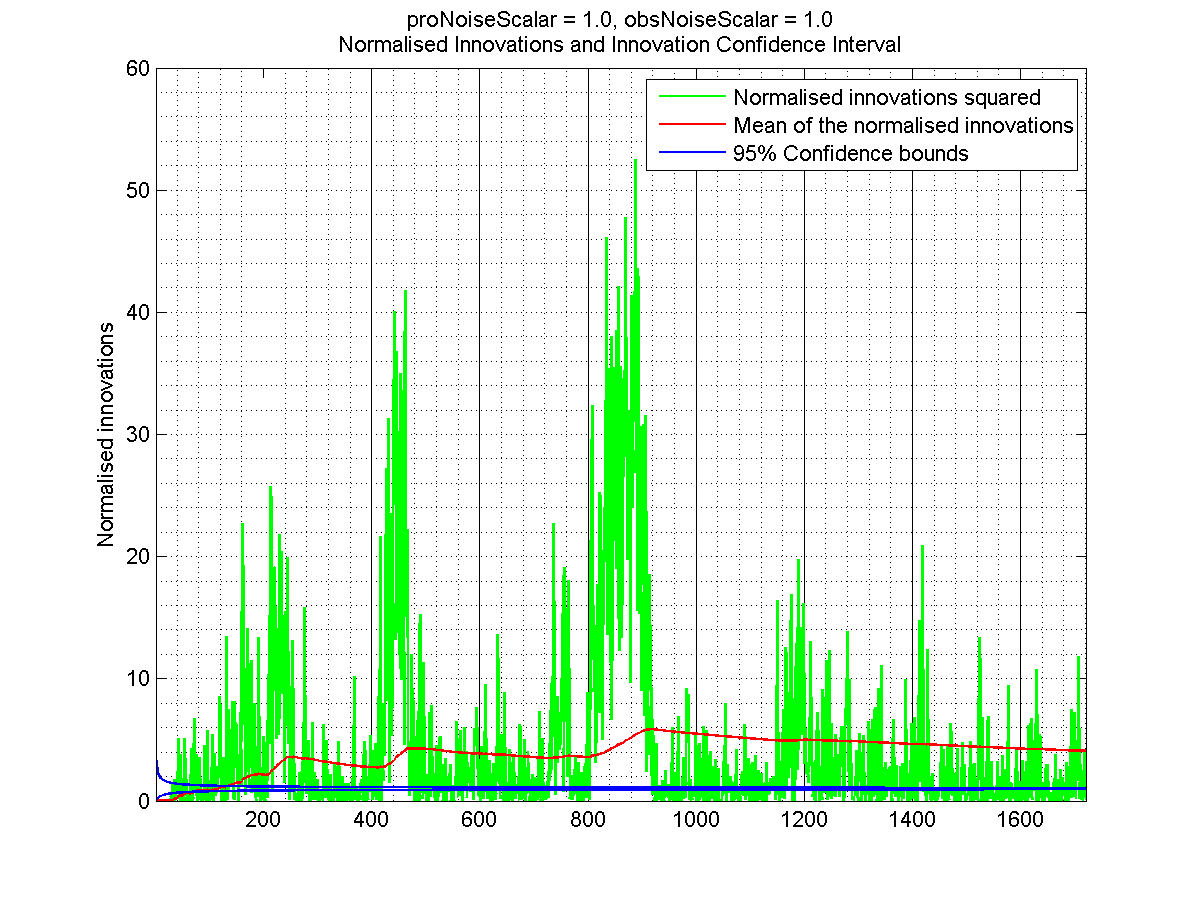 proNoiseScalar = 1.0, obsNoiseScalar = 1.0
Normalised Innovations and Innovation Confidence Interval
Normalised innovations squared
Mean of the normalised innovations
95% Confidence bounds
Normalised innovations
60
50
40
30
20
10
0
200 400 600 800 1000 1200 1400 1600